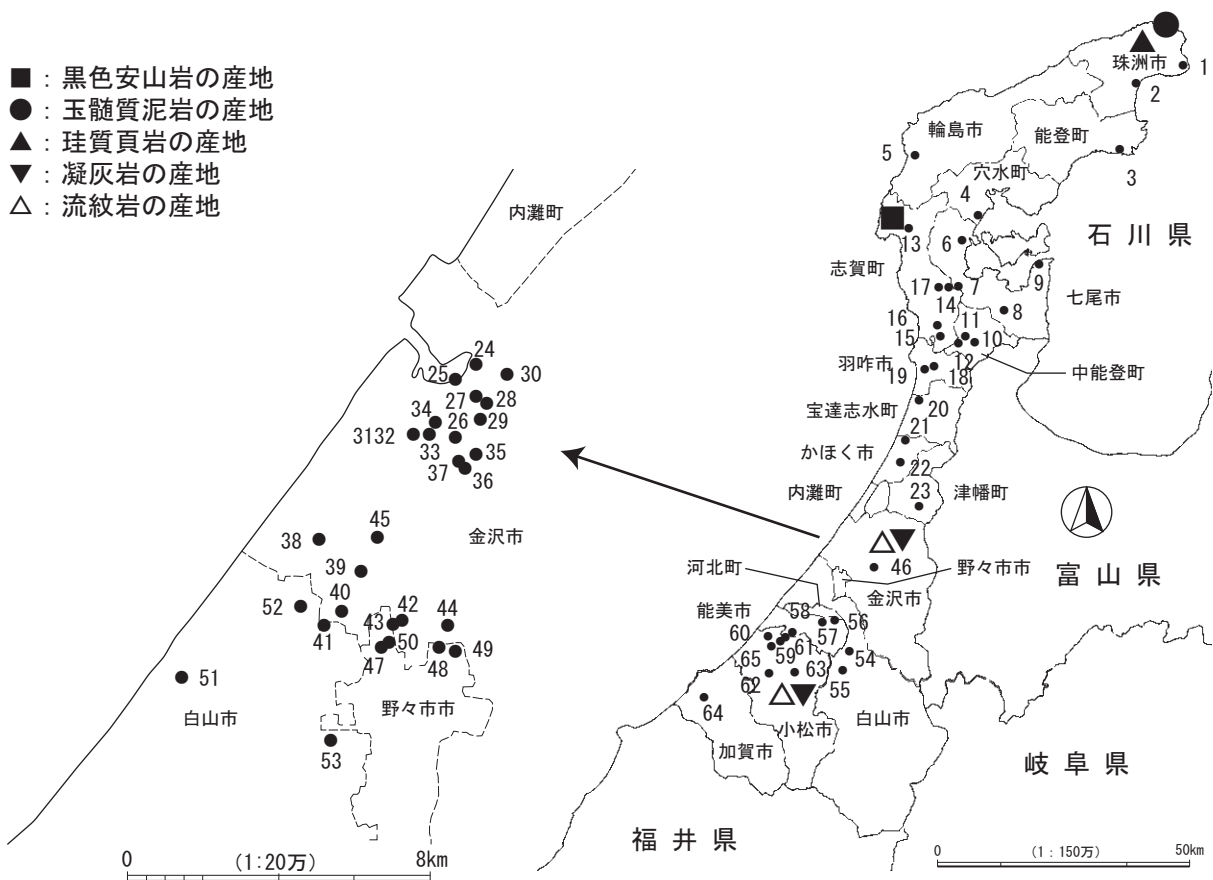 ■：黒色安山岩の産地
●：玉髄質泥岩の産地
▲：珪質頁岩の産地
▼：凝灰岩の産地
△：流紋岩の産地
珠洲市
1
2
輪島市
能登町
5
3
穴水町
4
石川県
13
6
志賀町
9
17
14
7
8
七尾市
16
11
15
10
12
中能登町
羽咋市
19
18
宝達志水町
20
21
かほく市
22
内灘町
23
津幡町
46
野々市市
富山県
河北町
金沢市
能美市
58
56
57
60
61
59
65
54
63
62
55
64
小松市
白山市
加賀市
岐阜県
福井県
0
(1：150万)
50km
内灘町
24
25
30
27
28
34
26
29
3132
33
35
37
36
45
38
金沢市
39
40
52
42
44
43
41
50
47
48
49
51
白山市
野々市市
53
0
(1:20万)
8km